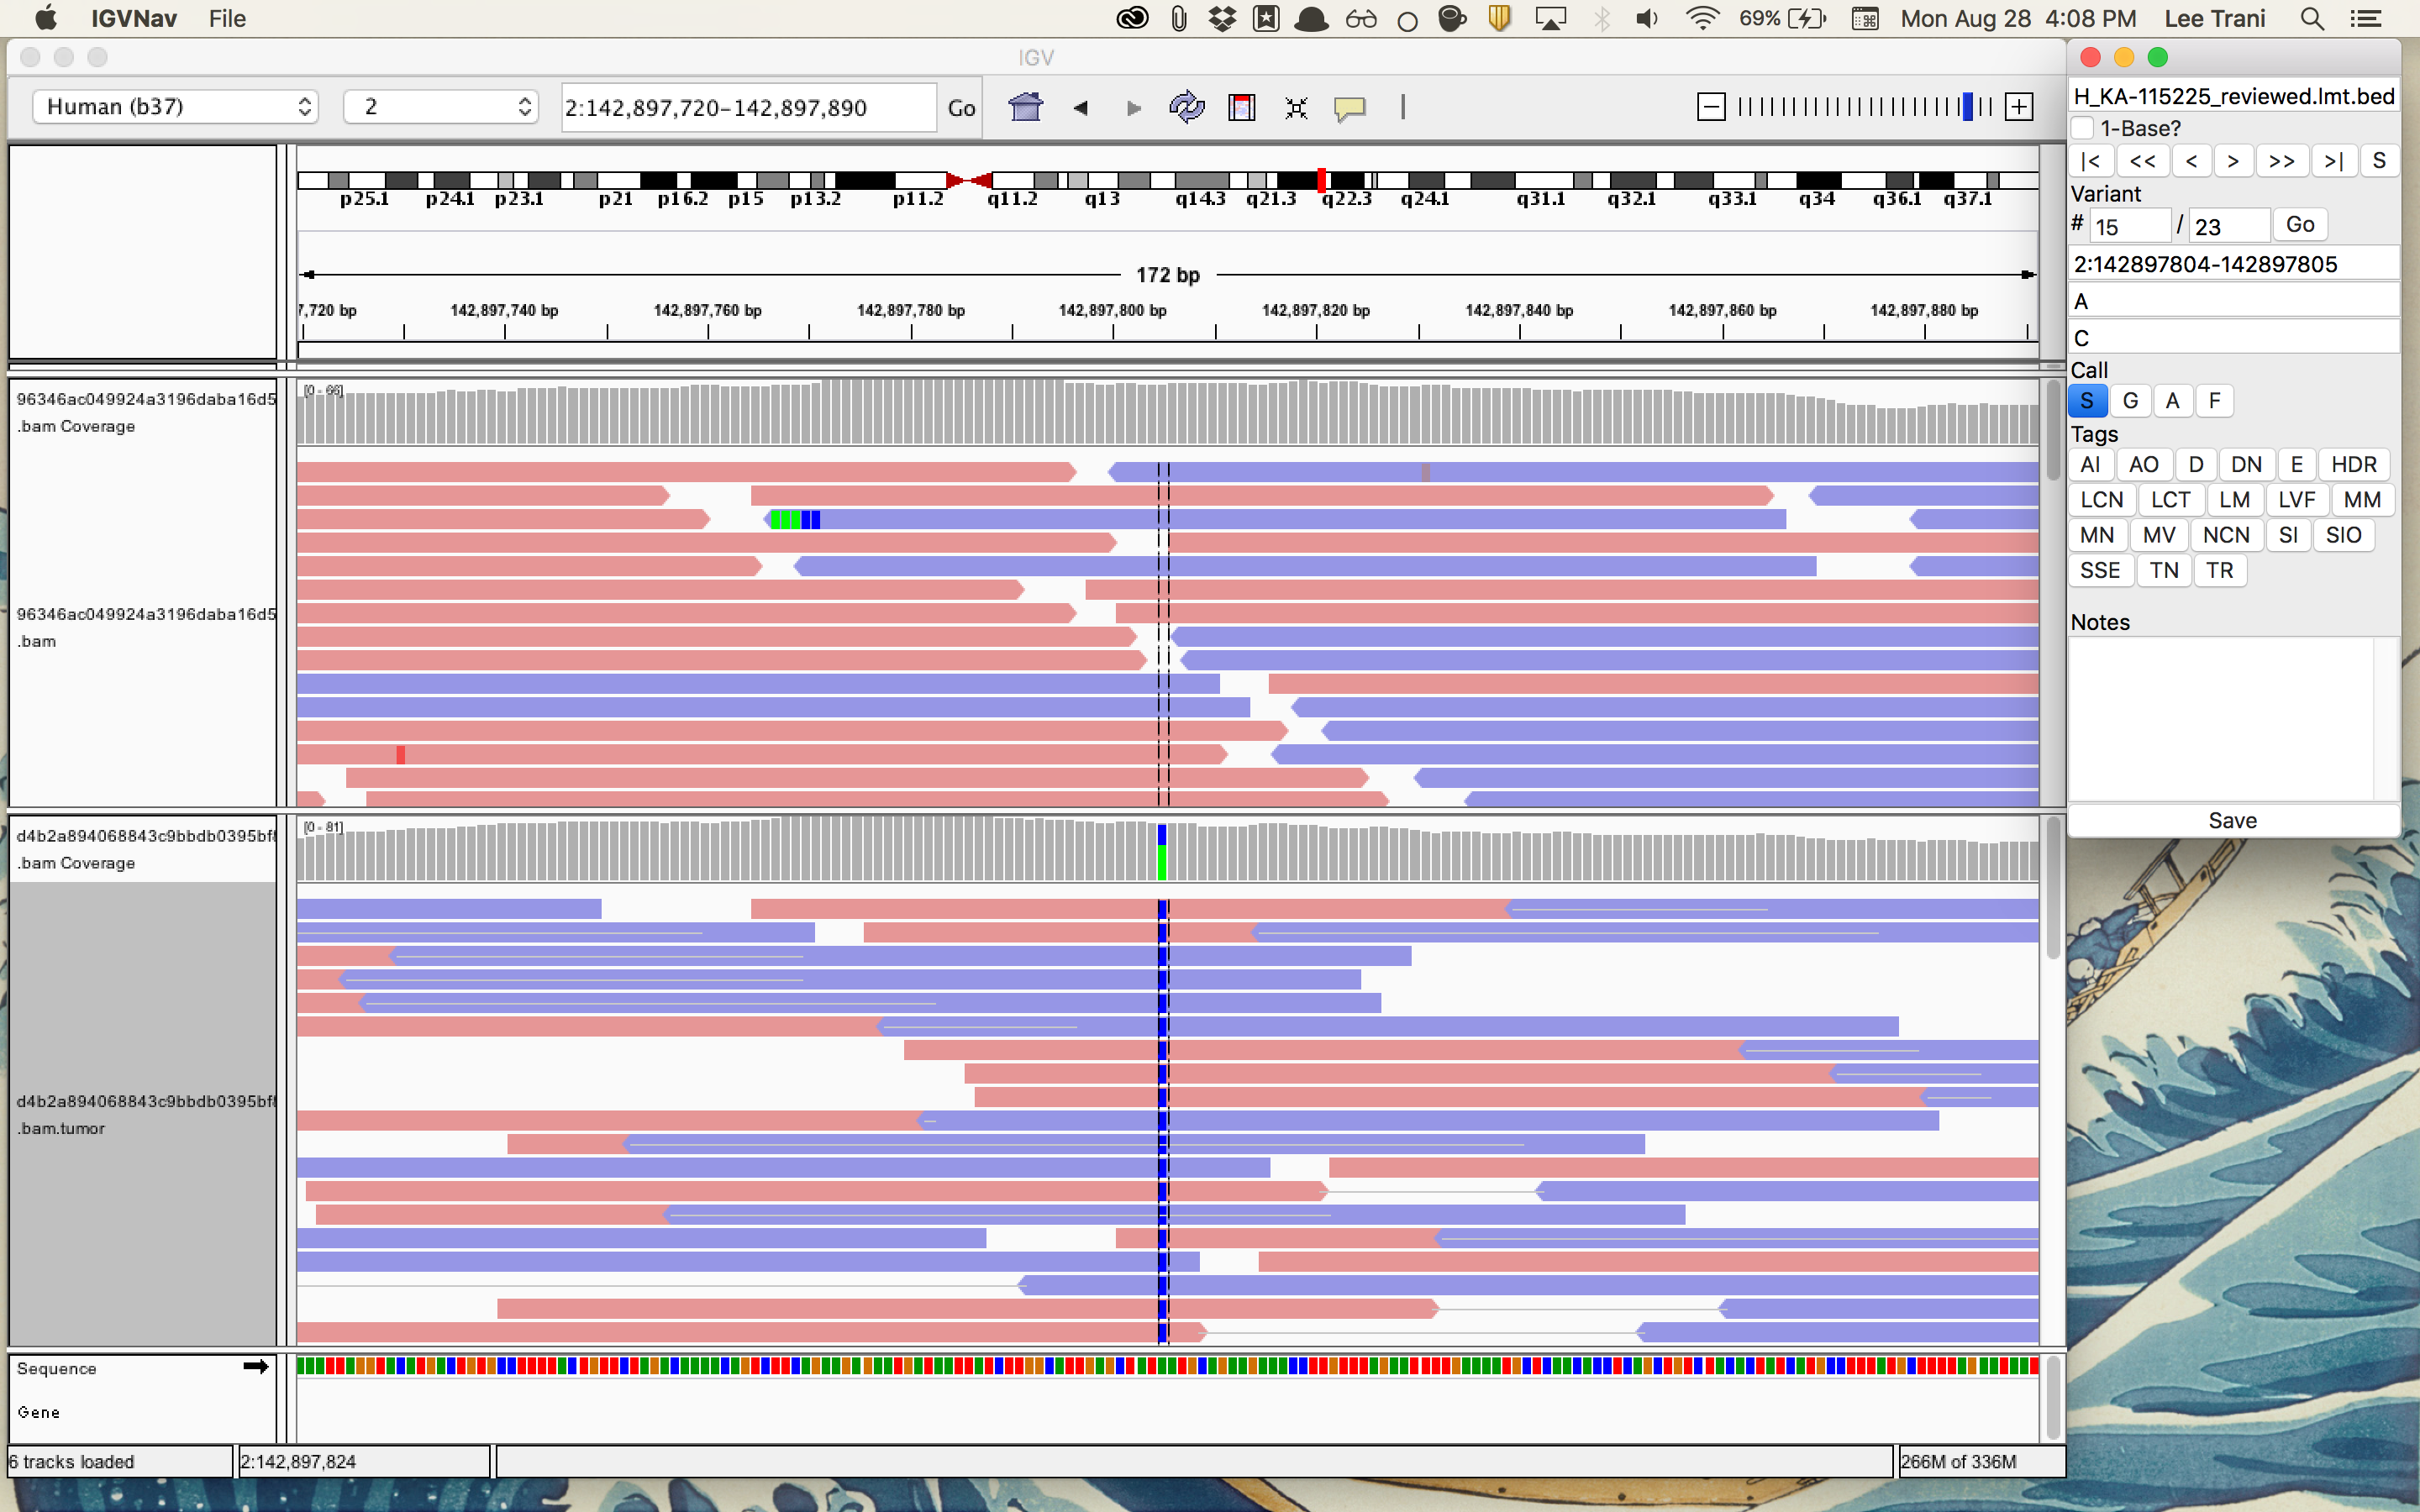 IGVNav File 69% Mon Aug 28 4:08 PM Lee Trani
IGV
Human (b37) 2 2:142,897,720-142,897,890 Go
p25.1 p24.1 p23.1 p21 p16.2 p15 p13.2 p11.2 q11.2 q13 q14.3 q21.3 q22.3 q24.1 q31.1 q32.1 q33.1 q34 q36.1 q37.1
172 bp
7,720 bp 142,897,740 bp 142,897,760 bp 142,897,780 bp 142,897,800 bp 142,897,820 bp 142,897,840 bp 142,897,860 bp 142,897,880 bp
96346ac049924a3196daba16d5
.bam Coverage
[0 - 66]
96346ac049924a3196daba16d5
.bam
d4b2a894068843c9bbdb0395bf
.bam Coverage
[0 - 81]
d4b2a894068843c9bbdb0395bf
.bam.tumor
Sequence
Gene
6 tracks loaded 2:142,897,824 266M of 336M
H_KA-115225_reviewed.lmt.bed
1-Base?
|< << < > >> >| S
Variant
# 15 / 23 Go
2:142897804-142897805
A
C
Call
S G A F
Tags
AI AO D DN E HDR
LCN LCT LM LVF MM
MN MV NCN SI SIO
SSE TN TR
Notes
Save